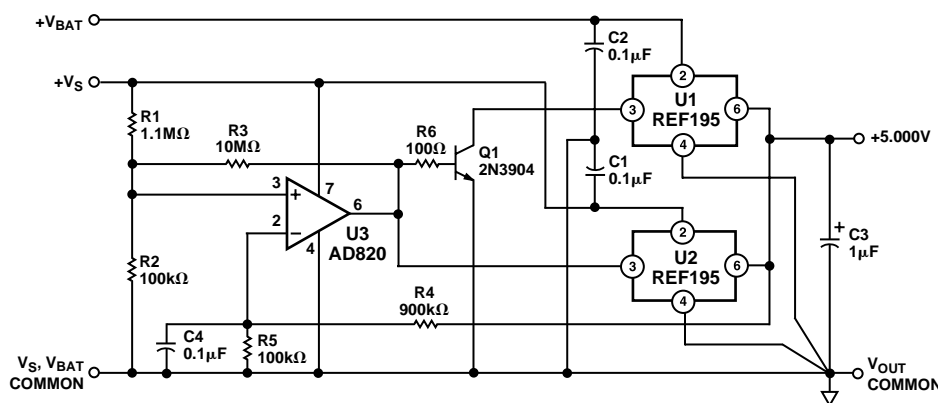 +VBAT
+VS
R1
1.1MΩ
R3
10MΩ
R6
100Ω
Q1
2N3904
C2
0.1µF
C1
0.1µF
2
3
U1
REF195
6
4
+5.000V
3
+
7
2
−
6
4
U3
AD820
R2
100kΩ
2
3
U2
REF195
6
4
+
C3
1µF
R4
900kΩ
C4
0.1µF
R5
100kΩ
VS, VBAT
COMMON
VOUT
COMMON